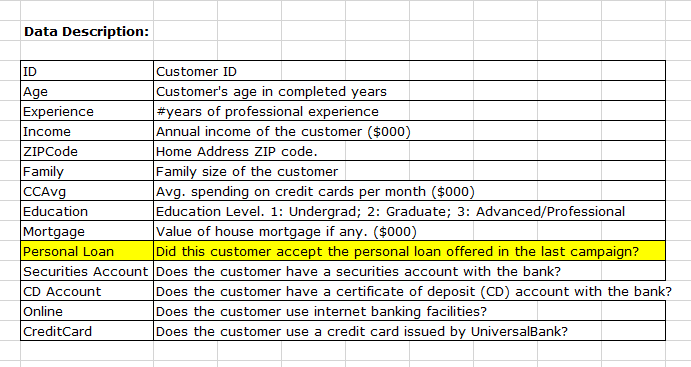 Data Description:
ID Customer ID
Age Customer's age in completed years
Experience #years of professional experience
Income Annual income of the customer ($000)
ZIPCode Home Address ZIP code.
Family Family size of the customer
CCAvg Avg. spending on credit cards per month ($000)
Education Education Level. 1: Undergrad; 2: Graduate; 3: Advanced/Professional
Mortgage Value of house mortgage if any. ($000)
Personal Loan Did this customer accept the personal loan offered in the last campaign?
Securities Account Does the customer have a securities account with the bank?
CD Account Does the customer have a certificate of deposit (CD) account with the bank?
Online Does the customer use internet banking facilities?
CreditCard Does the customer use a credit card issued by UniversalBank?